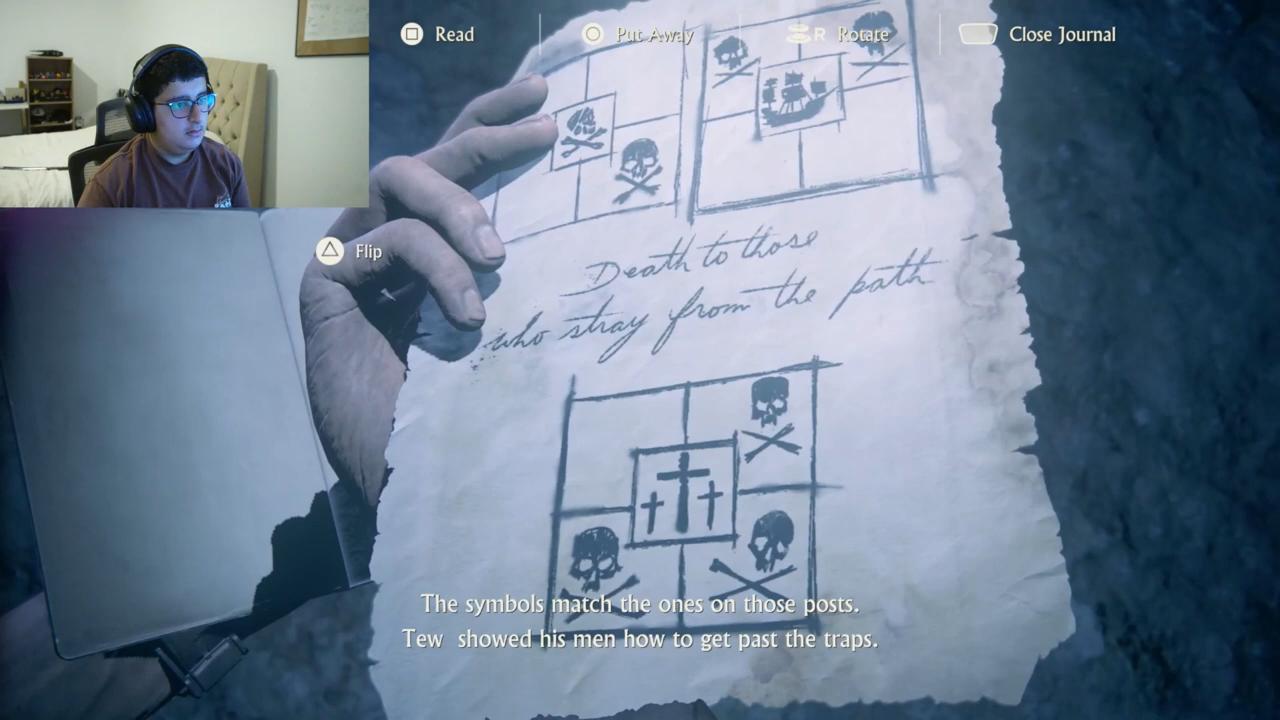 Read
Put Away
R Rotate
Close Journal
Flip
Death to those
who stray from the path
The symbols match the ones on those posts.
Tew showed his men how to get past the traps.